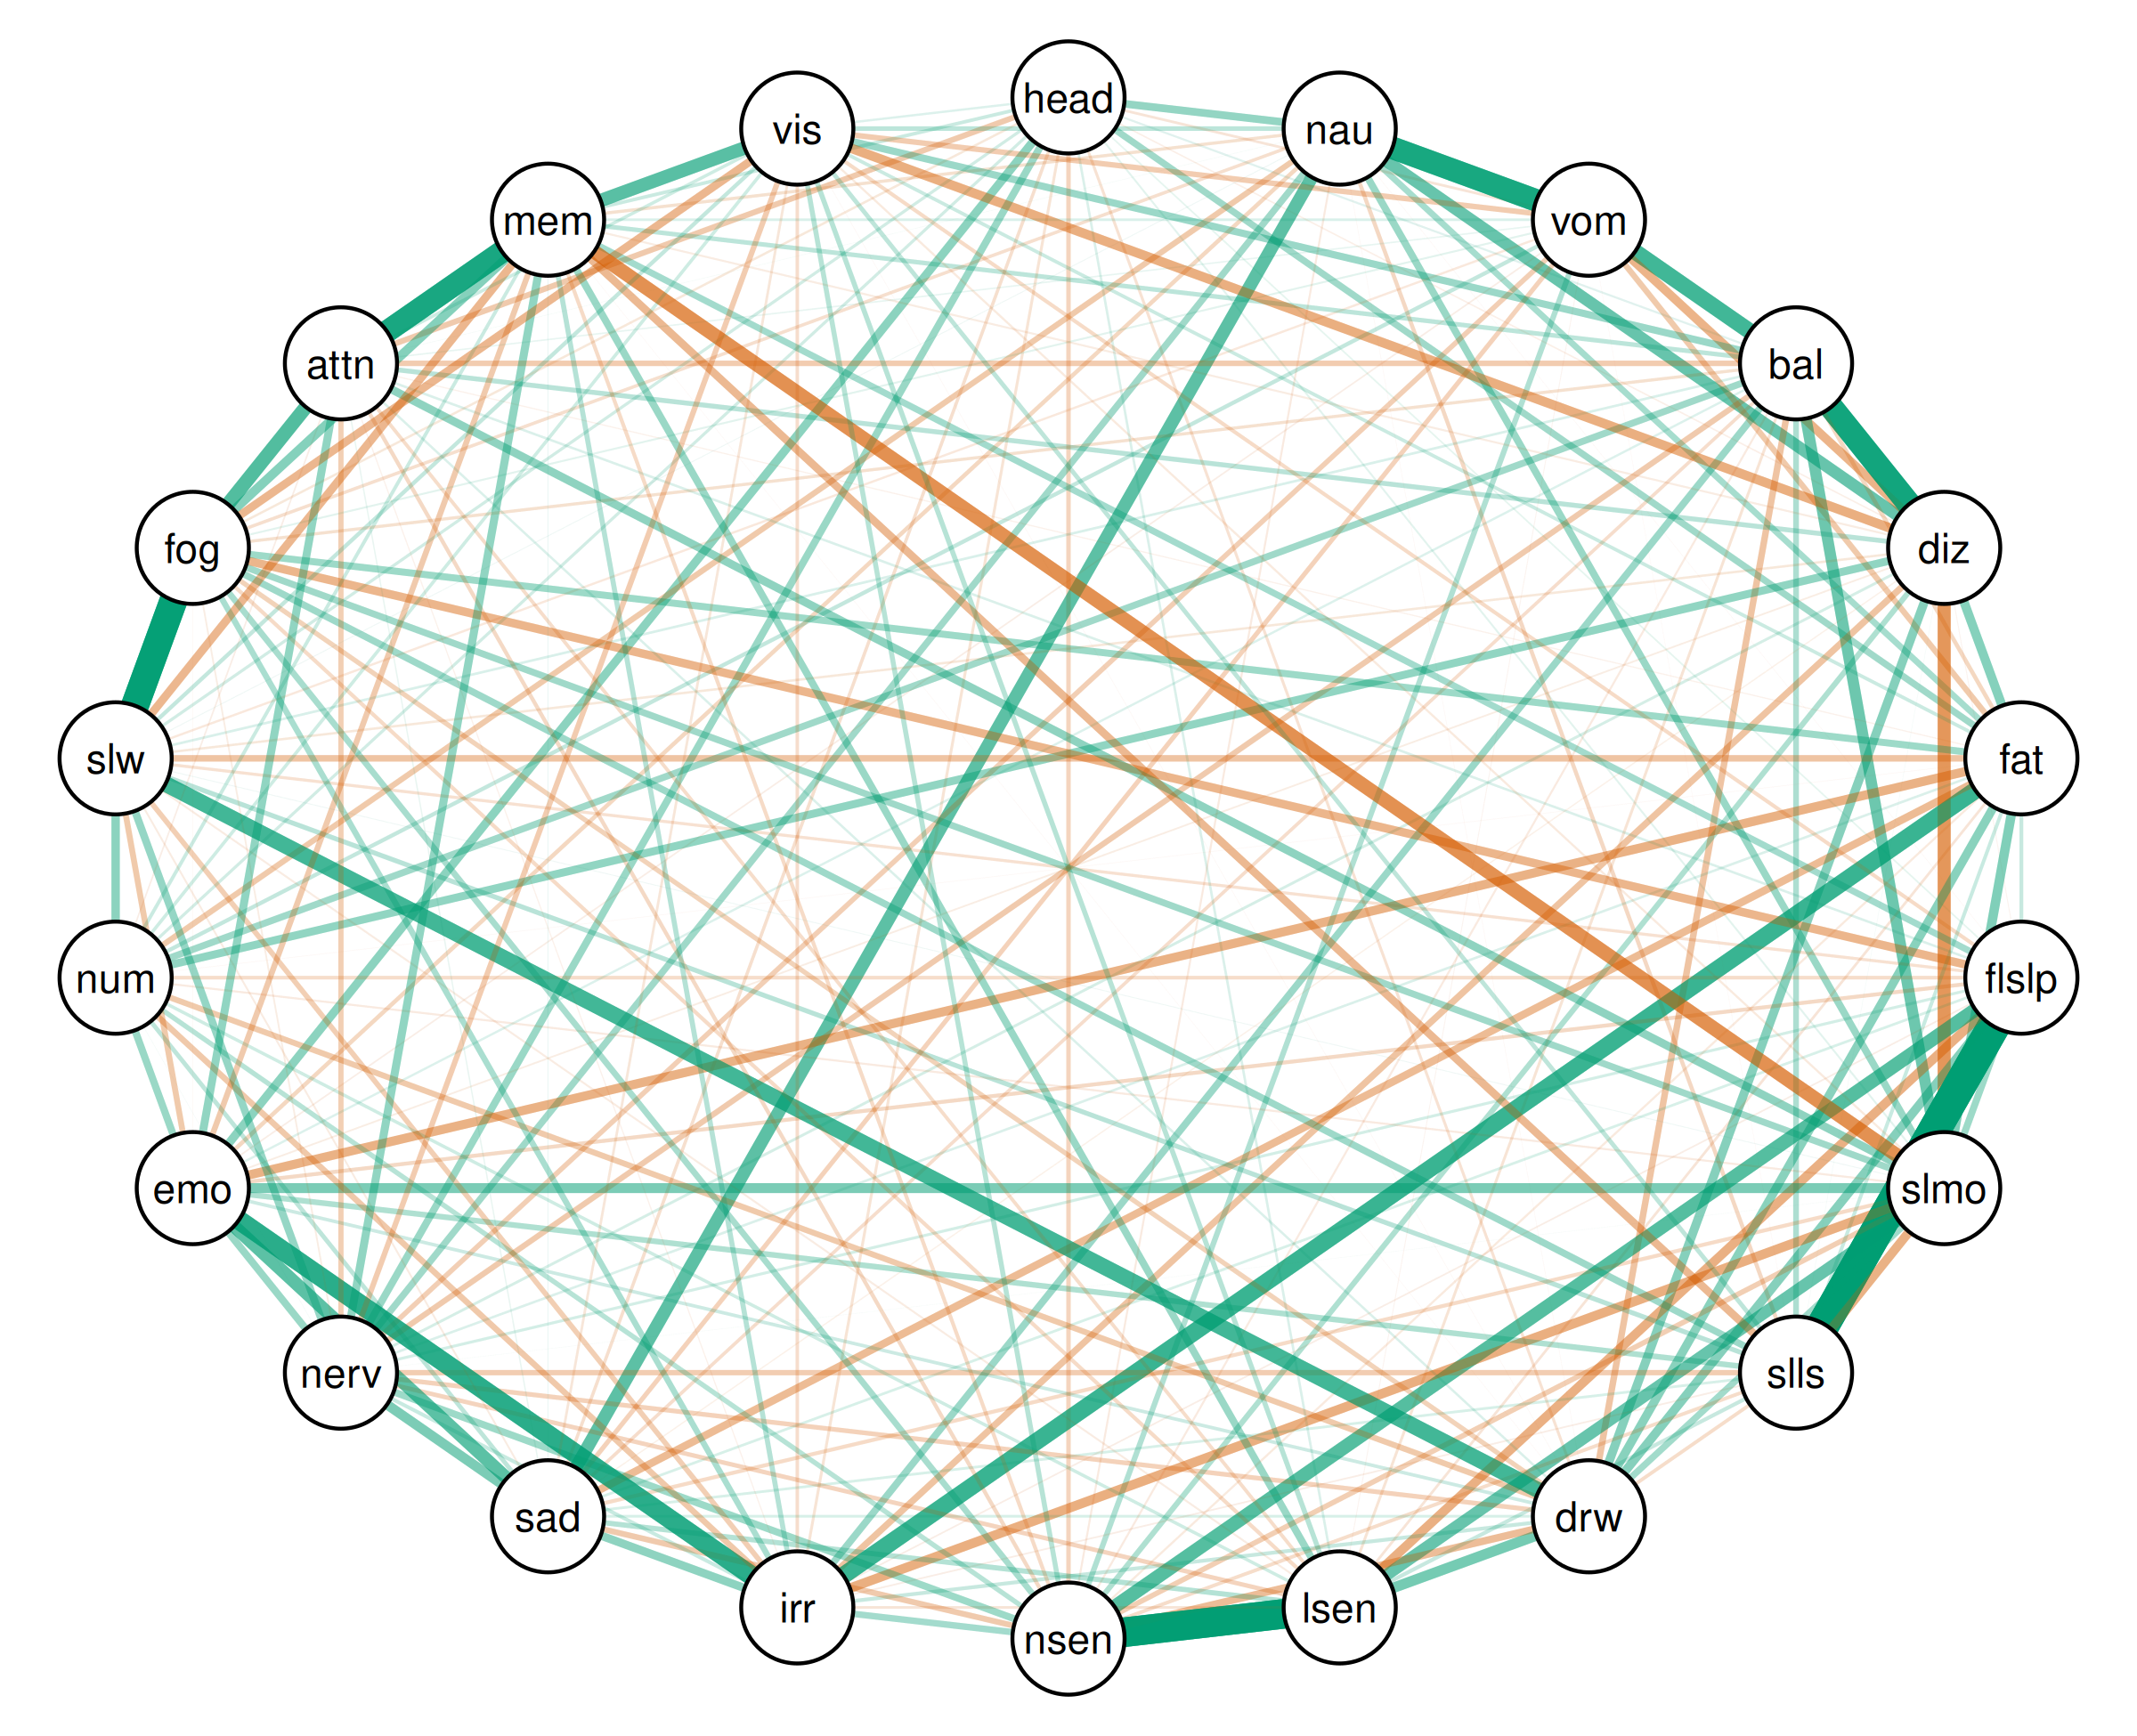 head
vis
nau
mem
vom
attn
bal
fog
diz
slw
fat
num
flslp
emo
slmo
nerv
slls
sad
drw
irr
lsen
nsen